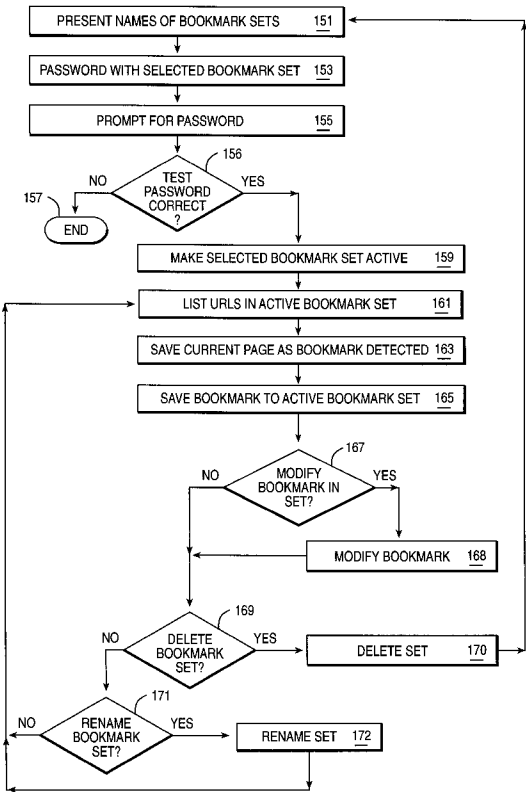 PRESENT NAMES OF BOOKMARK SETS 151
PASSWORD WITH SELECTED BOOKMARK SET 153
PROMPT FOR PASSWORD 155
156
TEST
PASSWORD
CORRECT
?
NO
YES
157
END
MAKE SELECTED BOOKMARK SET ACTIVE 159
LIST URLS IN ACTIVE BOOKMARK SET 161
SAVE CURRENT PAGE AS BOOKMARK DETECTED 163
SAVE BOOKMARK TO ACTIVE BOOKMARK SET 165
167
NO
MODIFY
BOOKMARK IN
SET?
YES
MODIFY BOOKMARK 168
169
NO
DELETE
BOOKMARK
SET?
YES
DELETE SET 170
171
NO
RENAME
BOOKMARK
SET?
YES
RENAME SET 172